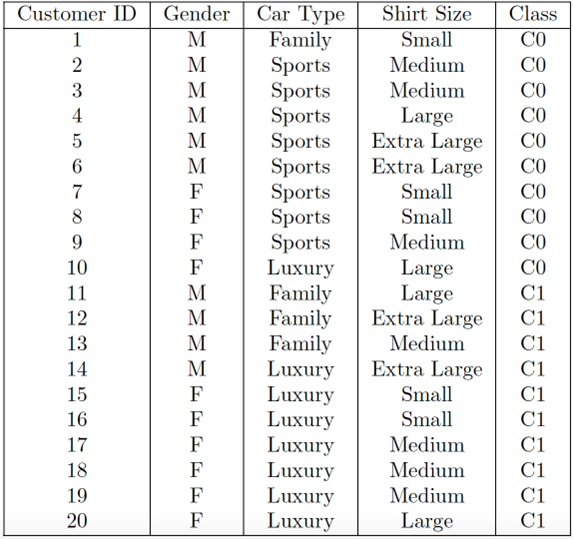 Customer ID Gender Car Type Shirt Size Class
1 M Family Small C0
2 M Sports Medium C0
3 M Sports Medium C0
4 M Sports Large C0
5 M Sports Extra Large C0
6 M Sports Extra Large C0
7 F Sports Small C0
8 F Sports Small C0
9 F Sports Medium C0
10 F Luxury Large C0
11 M Family Large C1
12 M Family Extra Large C1
13 M Family Medium C1
14 M Luxury Extra Large C1
15 F Luxury Small C1
16 F Luxury Small C1
17 F Luxury Medium C1
18 F Luxury Medium C1
19 F Luxury Medium C1
20 F Luxury Large C1